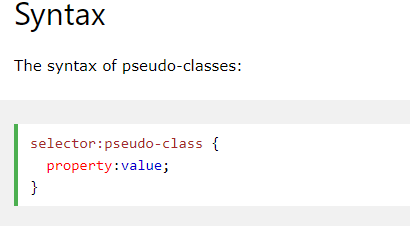 Syntax
The syntax of pseudo-classes:
selector:pseudo-class {
  property:value;
}